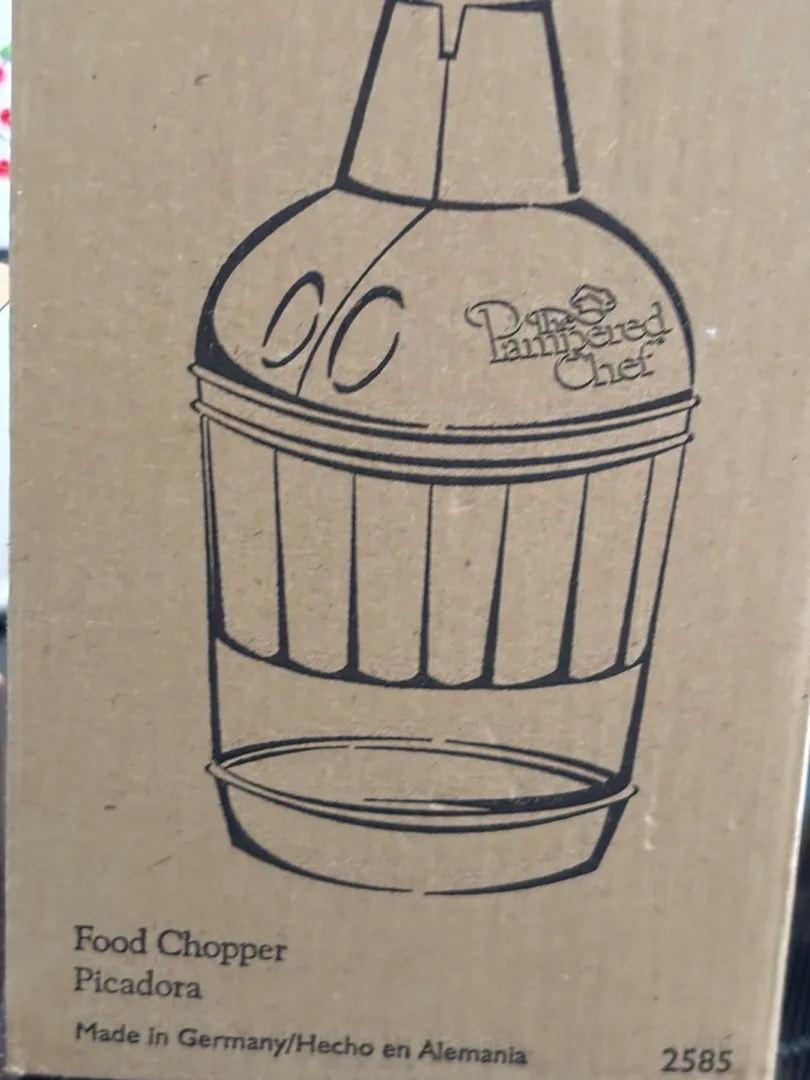 The
Pampered
Chef
Food Chopper
Picadora
Made in Germany/Hecho en Alemania
2585